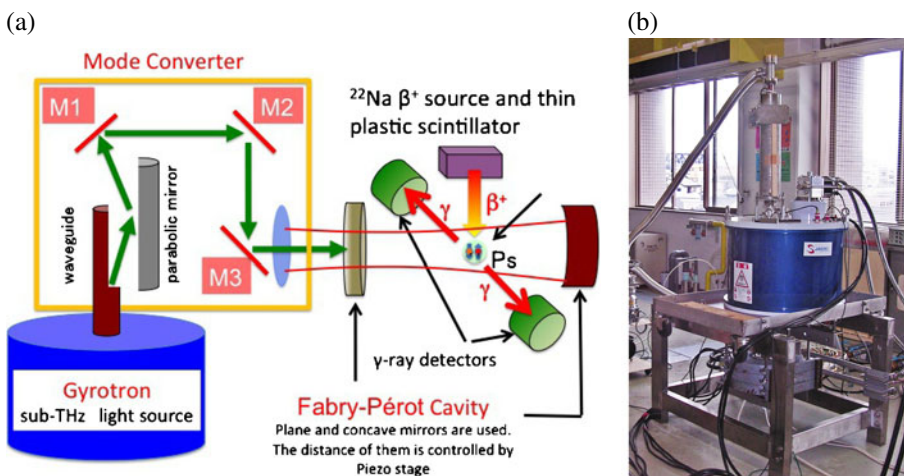 (a)
Mode Converter
M1
M2
waveguide
parabolic mirror
M3
²²Na β⁺ source and thin
plastic scintillator
γ
β⁺
Ps
γ
γ-ray detectors
Gyrotron
sub-THz light source
Fabry-Pérot Cavity
Plane and concave mirrors are used.
The distance of them is controlled by
Piezo stage
(b)